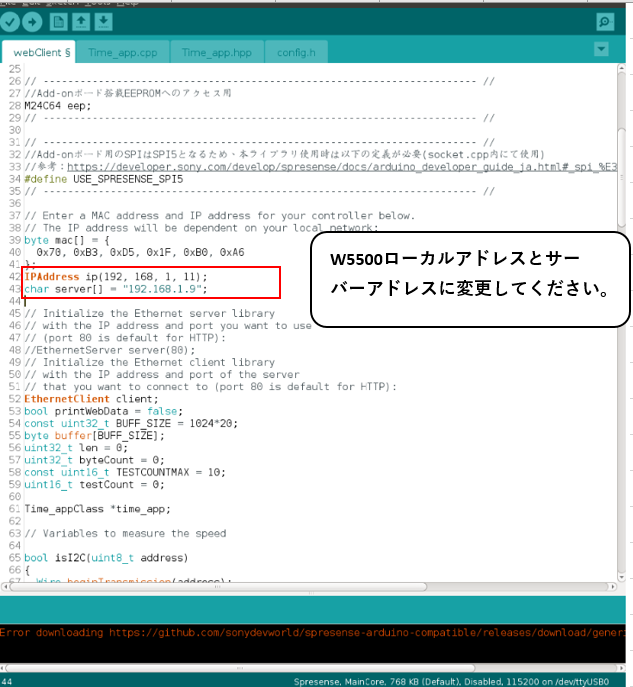 webClient §
Time_app.cpp
Time_app.hpp
config.h
25
26 // ------------------------------------------------------------------ //
27 //Add-onボード搭載EEPROMへのアクセス用
28 M24C64 eep;
29 // ------------------------------------------------------------------ //
30
31 // ------------------------------------------------------------------ //
32 //Add-onボード用のSPIはSPI5となるため、本ライブラリ使用時は以下の定義が必要(socket.cpp内にて使用)
33 //参考：https://developer.sony.com/develop/spresense/docs/arduino_developer_guide_ja.html#_spi_%E3
34 #define USE_SPRESENSE_SPI5
35 // ------------------------------------------------------------------ //
36
37 // Enter a MAC address and IP address for your controller below.
38 // The IP address will be dependent on your local network:
39 byte mac[] = {
40   0x70, 0xB3, 0xD5, 0x1F, 0xB0, 0xA6
41 };
42 IPAddress ip(192, 168, 1, 11);
43 char server[] = "192.168.1.9";
44
W5500ローカルアドレスとサー
バーアドレスに変更してください。
45 // Initialize the Ethernet server library
46 // with the IP address and port you want to use
47 // (port 80 is default for HTTP):
48 //EthernetServer server(80);
49 // Initialize the Ethernet client library
50 // with the IP address and port of the server
51 // that you want to connect to (port 80 is default for HTTP):
52 EthernetClient client;
53 bool printWebData = false;
54 const uint32_t BUFF_SIZE = 1024*20;
55 byte buffer[BUFF_SIZE];
56 uint32_t len = 0;
57 uint32_t byteCount = 0;
58 const uint16_t TESTCOUNTMAX = 10;
59 uint16_t testCount = 0;
60
61 Time_appClass *time_app;
62
63 // Variables to measure the speed
64
65 bool isI2C(uint8_t address)
66 {
67   Wire.beginTransmission(address);
Error downloading https://github.com/sonydevworld/spresense-arduino-compatible/releases/download/generi
44
Spresense, MainCore, 768 KB (Default), Disabled, 115200 on /dev/ttyUSB0